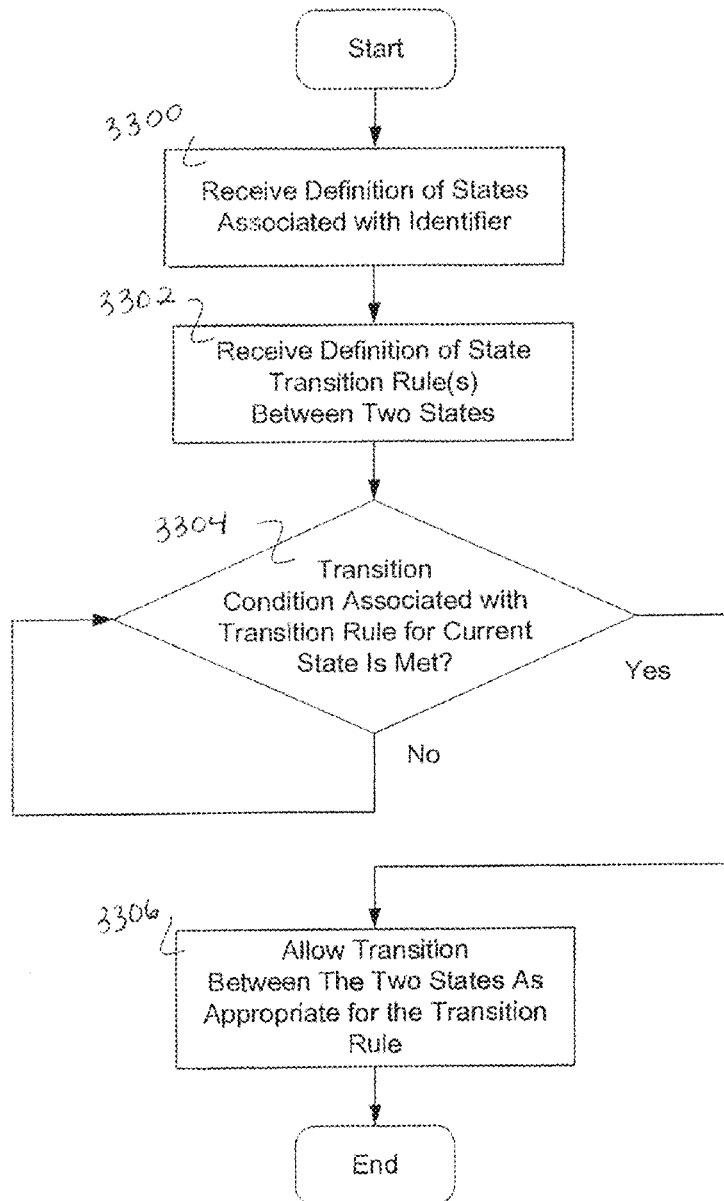 Start
3300
Receive Definition of States
Associated with Identifier
3302
Receive Definition of State
Transition Rule(s)
Between Two States
3304
Transition
Condition Associated with
Transition Rule for Current
State Is Met?
Yes
No
3306
Allow Transition
Between The Two States As
Appropriate for the Transition
Rule
End